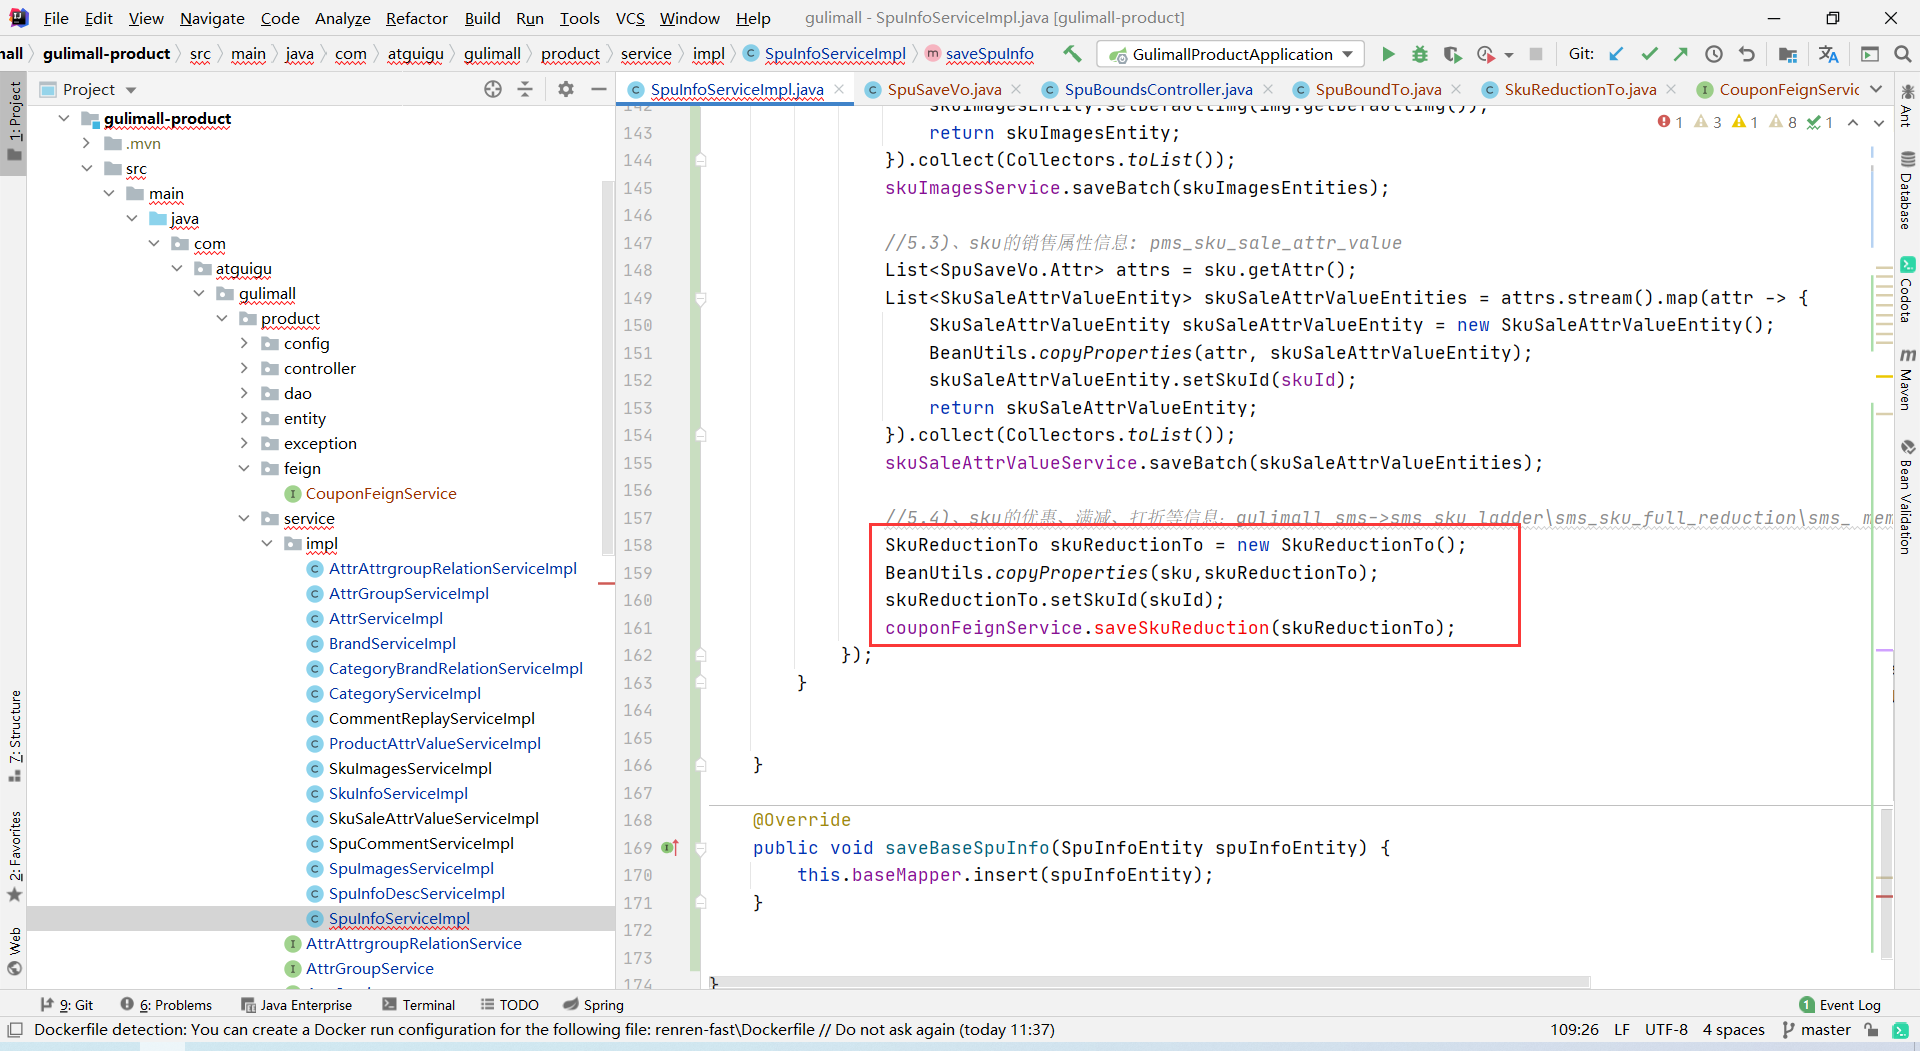 File Edit View Navigate Code Analyze Refactor Build Run Tools VCS Window Help gulimall - SpuInfoServiceImpl.java [gulimall-product]
nall gulimall-product src main java com atguigu gulimall product service impl SpuInfoServiceImpl saveSpuInfo GulimallProductApplication Git:
Project
SpuInfoServiceImpl.java SpuSaveVo.java SpuBoundsController.java SpuBoundTo.java SkuReductionTo.java CouponFeignServic
1: Project
7: Structure
2: Favorites
Web
gulimall-product
.mvn
src
main
java
com
atguigu
gulimall
product
config
controller
dao
entity
exception
feign
CouponFeignService
service
impl
AttrAttrgroupRelationServiceImpl
AttrGroupServiceImpl
AttrServiceImpl
BrandServiceImpl
CategoryBrandRelationServiceImpl
CategoryServiceImpl
CommentReplayServiceImpl
ProductAttrValueServiceImpl
SkuImagesServiceImpl
SkuInfoServiceImpl
SkuSaleAttrValueServiceImpl
SpuCommentServiceImpl
SpuImagesServiceImpl
SpuInfoDescServiceImpl
SpuInfoServiceImpl
AttrAttrgroupRelationService
AttrGroupService
1 3 1 8 1
142 skuImagesEntity.setDefaultImg(img.getDefaultImg());
143 return skuImagesEntity;
144 }).collect(Collectors.toList());
145 skuImagesService.saveBatch(skuImagesEntities);
146
147 //5.3)、sku的销售属性信息: pms_sku_sale_attr_value
148 List<SpuSaveVo.Attr> attrs = sku.getAttr();
149 List<SkuSaleAttrValueEntity> skuSaleAttrValueEntities = attrs.stream().map(attr -> {
150 SkuSaleAttrValueEntity skuSaleAttrValueEntity = new SkuSaleAttrValueEntity();
151 BeanUtils.copyProperties(attr, skuSaleAttrValueEntity);
152 skuSaleAttrValueEntity.setSkuId(skuId);
153 return skuSaleAttrValueEntity;
154 }).collect(Collectors.toList());
155 skuSaleAttrValueService.saveBatch(skuSaleAttrValueEntities);
156
157 //5.4)、sku的优惠、满减、打折等信息: gulimall_sms->sms_sku_ladder\sms_sku_full_reduction\sms_mem
158 SkuReductionTo skuReductionTo = new SkuReductionTo();
159 BeanUtils.copyProperties(sku,skuReductionTo);
160 skuReductionTo.setSkuId(skuId);
161 couponFeignService.saveSkuReduction(skuReductionTo);
162 });
163 }
164
165
166 }
167
168 @Override
169 public void saveBaseSpuInfo(SpuInfoEntity spuInfoEntity) {
170 this.baseMapper.insert(spuInfoEntity);
171 }
172
173
174 }
Ant
Database
Codota
Maven
Bean Validation
9: Git 6: Problems Java Enterprise Terminal TODO Spring 1 Event Log
Dockerfile detection: You can create a Docker run configuration for the following file: renren-fast\Dockerfile // Do not ask again (today 11:37) 109:26 LF UTF-8 4 spaces master